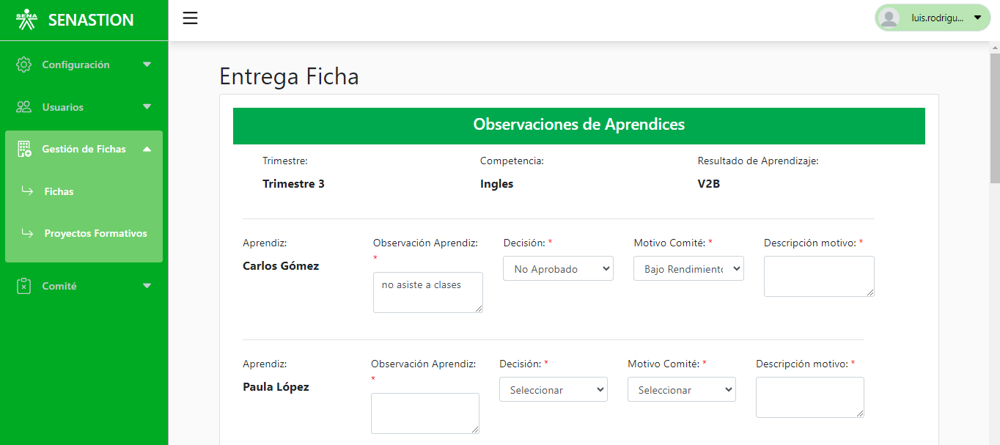 SENA
SENASTION
luis.rodrigu...
Configuración
Usuarios
Gestión de Fichas
Fichas
Proyectos Formativos
Comité
Entrega Ficha
Observaciones de Aprendices
Trimestre: Competencia: Resultado de Aprendizaje:
Trimestre 3 Ingles V2B
Aprendiz: Observación Aprendiz: * Decisión: * Motivo Comité: * Descripción motivo: *
Carlos Gómez no asiste a clases No Aprobado Bajo Rendimiento
Aprendiz: Observación Aprendiz: * Decisión: * Motivo Comité: * Descripción motivo: *
Paula López Seleccionar Seleccionar